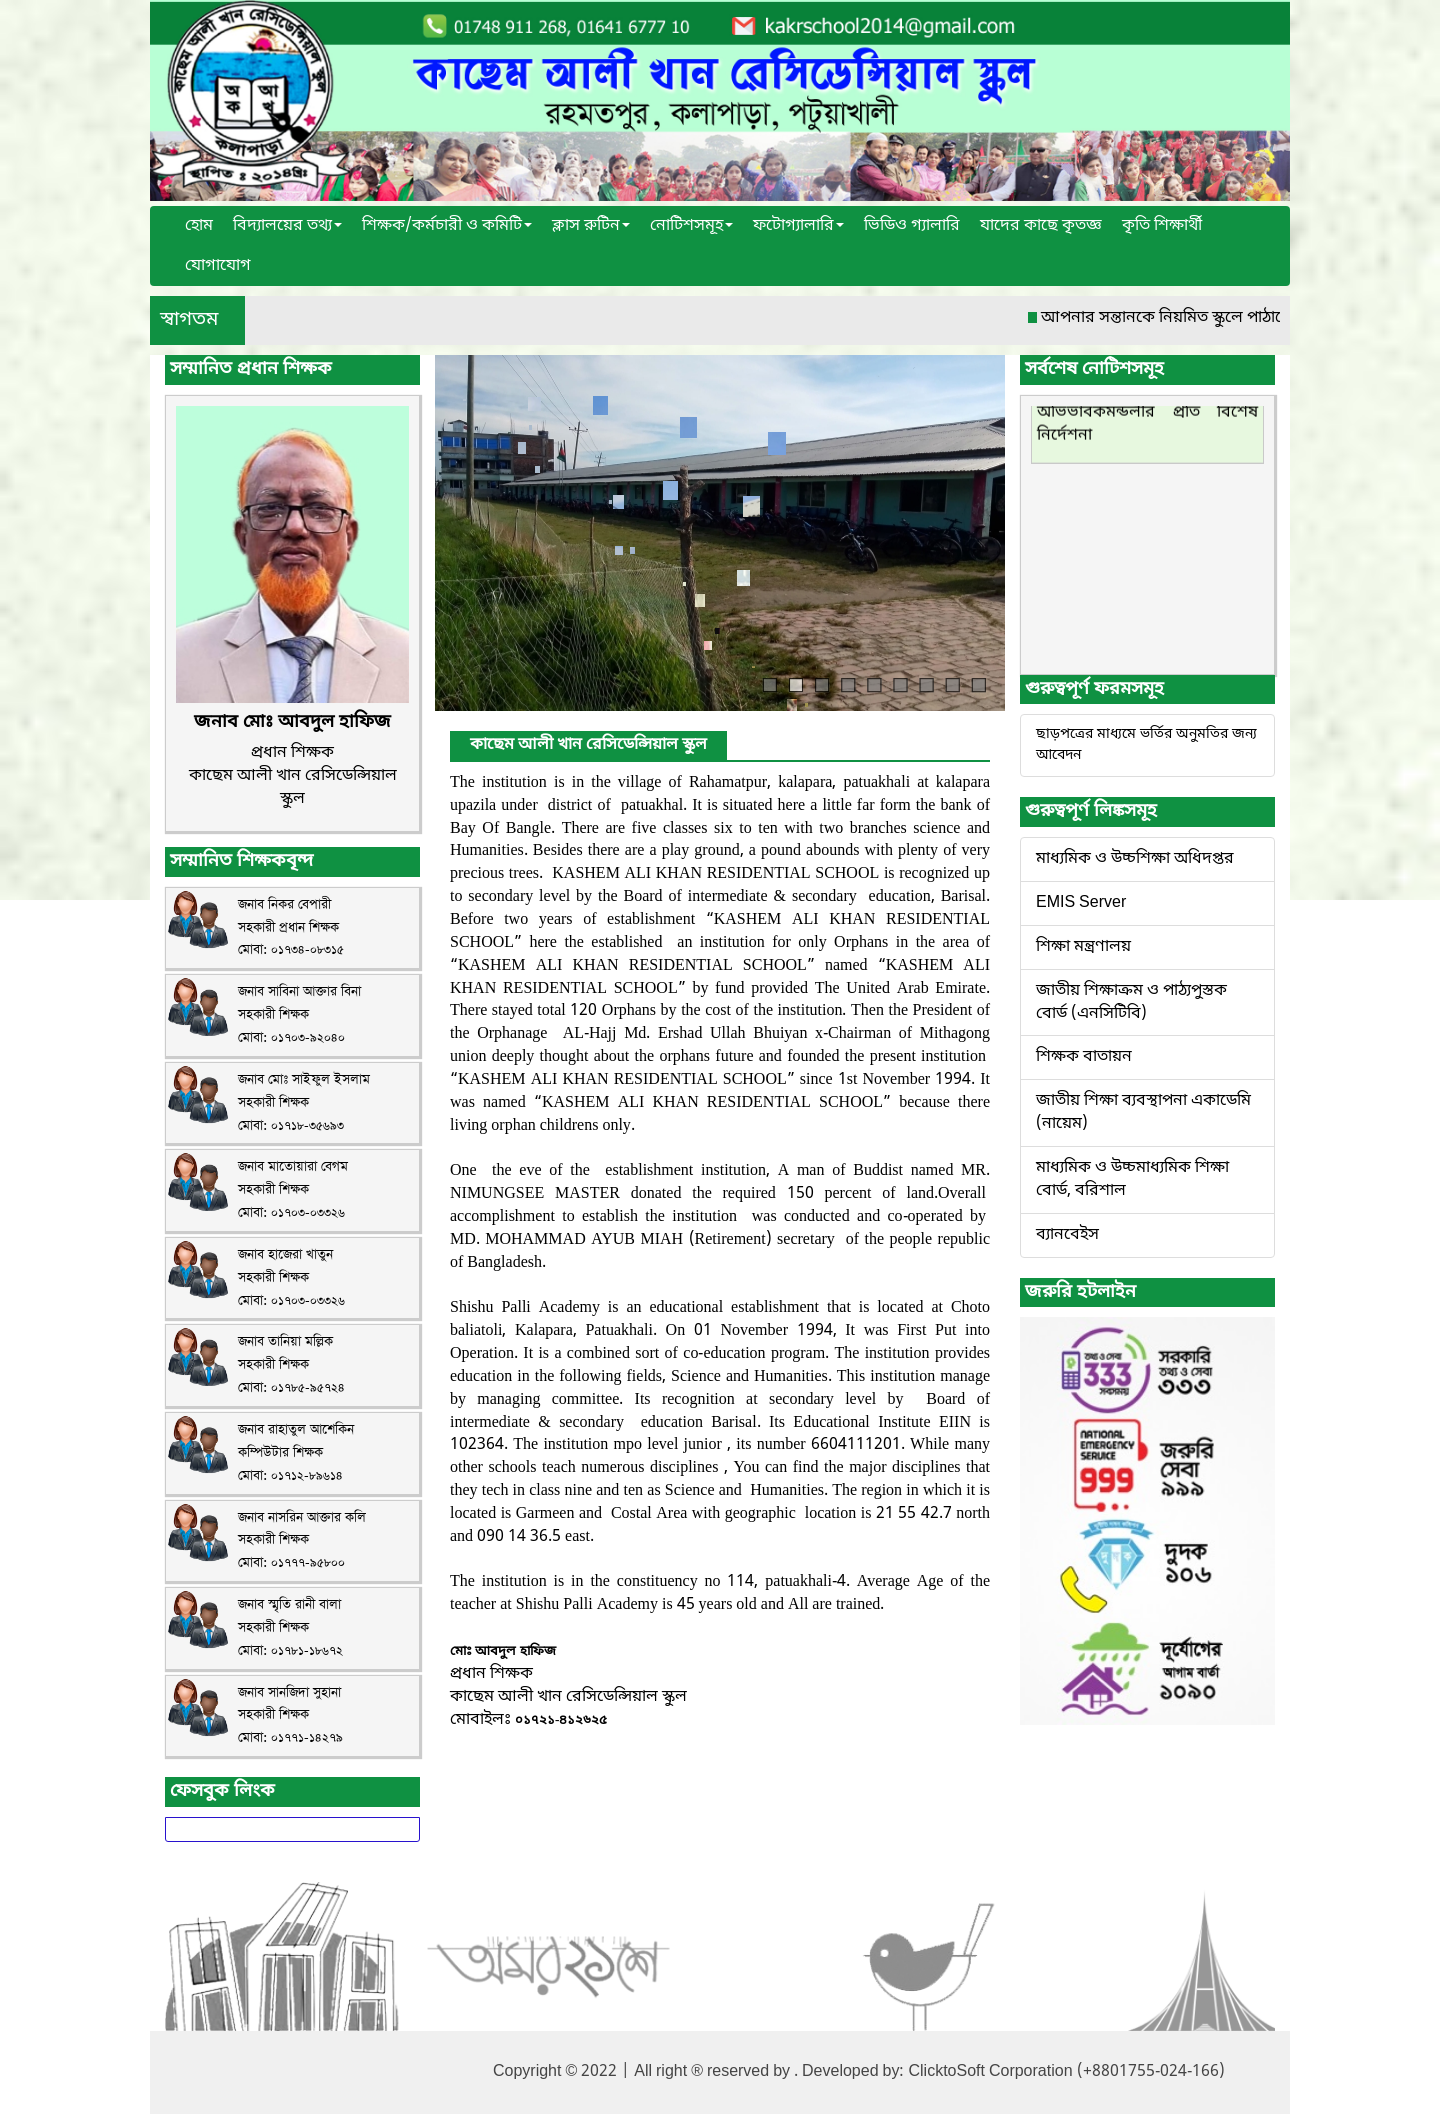 01748 911 268, 01641 6777 10
kakrschool2014@gmail.com
কাছেম আলী খান রেসিডেন্সিয়াল স্কুল
কাছেম আলী খান রেসিডেন্সিয়াল স্কুল
রহমতপুর, কলাপাড়া, পটুয়াখালী
অ আ
ক খ
কলাপাড়া
স্থাপিত ঃ ২০১৪খ্রিঃ
হোম বিদ্যালয়ের তথ্য শিক্ষক/কর্মচারী ও কমিটি ক্লাস রুটিন নোটিশসমূহ ফটোগ্যালারি ভিডিও গ্যালারি যাদের কাছে কৃতজ্ঞ কৃতি শিক্ষার্থী
যোগাযোগ
স্বাগতম
আপনার সন্তানকে নিয়মিত স্কুলে
সম্মানিত প্রধান শিক্ষক
জনাব মোঃ আবদুল হাফিজ
প্রধান শিক্ষক
কাছেম আলী খান রেসিডেন্সিয়াল
স্কুল
সম্মানিত শিক্ষকবৃন্দ
জনাব নিকর বেপারী
সহকারী প্রধান শিক্ষক
মোবা: ০১৭৩৪-০৮৩১৫
জনাব সাবিনা আক্তার বিনা
সহকারী শিক্ষক
মোবা: ০১৭০৩-৯২০৪০
জনাব মোঃ সাইফুল ইসলাম
সহকারী শিক্ষক
মোবা: ০১৭১৮-৩৫৬৯৩
জনাব মাতোয়ারা বেগম
সহকারী শিক্ষক
মোবা: ০১৭০৩-০৩৩২৬
জনাব হাজেরা খাতুন
সহকারী শিক্ষক
মোবা: ০১৭০৩-০৩৩২৬
জনাব তানিয়া মল্লিক
সহকারী শিক্ষক
মোবা: ০১৭৮৫-৯৫৭২৪
জনাব রাহাতুল আশেকিন
কম্পিউটার শিক্ষক
মোবা: ০১৭১২-৮৯৬১৪
জনাব নাসরিন আক্তার কলি
সহকারী শিক্ষক
মোবা: ০১৭৭৭-৯৫৮০০
জনাব স্মৃতি রানী বালা
সহকারী শিক্ষক
মোবা: ০১৭৮১-১৮৬৭২
জনাব সানজিদা সুহানা
সহকারী শিক্ষক
মোবা: ০১৭৭১-১৪২৭৯
ফেসবুক লিংক
কাছেম আলী খান রেসিডেন্সিয়াল স্কুল
The institution is in the village of Rahamatpur, kalapara, patuakhali at kalapara
upazila under district of patuakhal. It is situated here a little far form the bank of
Bay Of Bangle. There are five classes six to ten with two branches science and
Humanities. Besides there are a play ground, a pound abounds with plenty of very
precious trees. KASHEM ALI KHAN RESIDENTIAL SCHOOL is recognized up
to secondary level by the Board of intermediate & secondary education, Barisal.
Before two years of establishment “KASHEM ALI KHAN RESIDENTIAL
SCHOOL” here the established an institution for only Orphans in the area of
“KASHEM ALI KHAN RESIDENTIAL SCHOOL” named “KASHEM ALI
KHAN RESIDENTIAL SCHOOL” by fund provided The United Arab Emirate.
There stayed total 120 Orphans by the cost of the institution. Then the President of
the Orphanage AL-Hajj Md. Ershad Ullah Bhuiyan x-Chairman of Mithagong
union deeply thought about the orphans future and founded the present institution
“KASHEM ALI KHAN RESIDENTIAL SCHOOL” since 1st November 1994. It
was named “KASHEM ALI KHAN RESIDENTIAL SCHOOL” because there
living orphan childrens only.
One the eve of the establishment institution, A man of Buddist named MR.
NIMUNGSEE MASTER donated the required 150 percent of land.Overall
accomplishment to establish the institution was conducted and co-operated by
MD. MOHAMMAD AYUB MIAH (Retirement) secretary of the people republic
of Bangladesh.
Shishu Palli Academy is an educational establishment that is located at Choto
baliatoli, Kalapara, Patuakhali. On 01 November 1994, It was First Put into
Operation. It is a combined sort of co-education program. The institution provides
education in the following fields, Science and Humanities. This institution manage
by managing committee. Its recognition at secondary level by Board of
intermediate & secondary education Barisal. Its Educational Institute EIIN is
102364. The institution mpo level junior , its number 6604111201. While many
other schools teach numerous disciplines , You can find the major disciplines that
they tech in class nine and ten as Science and Humanities. The region in which it is
located is Garmeen and Costal Area with geographic location is 21 55 42.7 north
and 090 14 36.5 east.
The institution is in the constituency no 114, patuakhali-4. Average Age of the
teacher at Shishu Palli Academy is 45 years old and All are trained.
মোঃ আবদুল হাফিজ
প্রধান শিক্ষক
কাছেম আলী খান রেসিডেন্সিয়াল স্কুল
মোবাইলঃ ০১৭২১-৪১২৬২৫
সর্বশেষ নোটিশসমূহ
অভিভাবকমন্ডলীর প্রতি বিশেষ
নির্দেশনা
গুরুত্বপূর্ণ ফরমসমূহ
ছাড়পত্রের মাধ্যমে ভর্তির অনুমতির জন্য
আবেদন
গুরুত্বপূর্ণ লিঙ্কসমূহ
মাধ্যমিক ও উচ্চশিক্ষা অধিদপ্তর
EMIS Server
শিক্ষা মন্ত্রণালয়
জাতীয় শিক্ষাক্রম ও পাঠ্যপুস্তক
বোর্ড (এনসিটিবি)
শিক্ষক বাতায়ন
জাতীয় শিক্ষা ব্যবস্থাপনা একাডেমি
(নায়েম)
মাধ্যমিক ও উচ্চমাধ্যমিক শিক্ষা
বোর্ড, বরিশাল
ব্যানবেইস
জরুরি হটলাইন
তথ্য ও সেবা
333
সবসময়
সরকারি
তথ্য ও সেবা
৩৩৩
NATIONAL
EMERGENCY
SERVICE
999
জরুরি
সেবা
৯৯৯
দুদক
দুদক
১০৬
দূর্যোগের
আগাম বার্তা
১০৯০
অমর ২১শে
Copyright © 2022 | All right ® reserved by . Developed by: ClicktoSoft Corporation (+8801755-024-166)